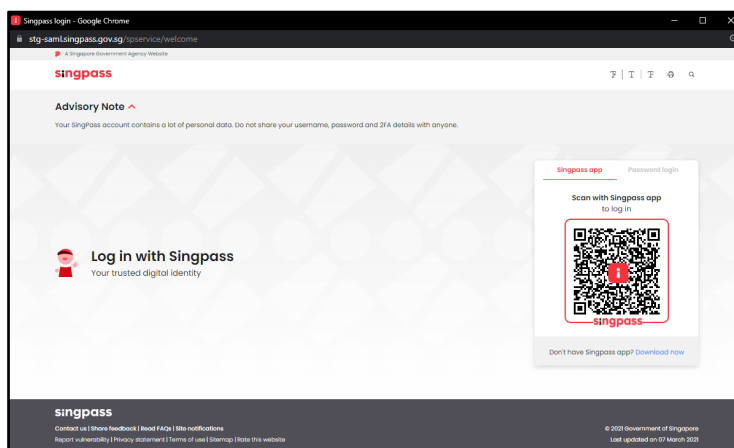 Singpass login - Google Chrome
stg-saml.singpass.gov.sg/spservice/welcome
A Singapore Government Agency Website
singpass
T | T | T
Advisory Note
Your SingPass account contains a lot of personal data. Do not share your username, password and 2FA details with anyone.
Singpass app Password login
Scan with Singpass app
to log in
Log in with Singpass
Your trusted digital identity
singpass
Don't have Singpass app? Download now
singpass
Contact us | Share feedback | Read FAQs | Site notifications
© 2021 Government of Singapore
Report vulnerability | Privacy statement | Terms of use | Sitemap | Rate this website
Last updated on 07 March 2021